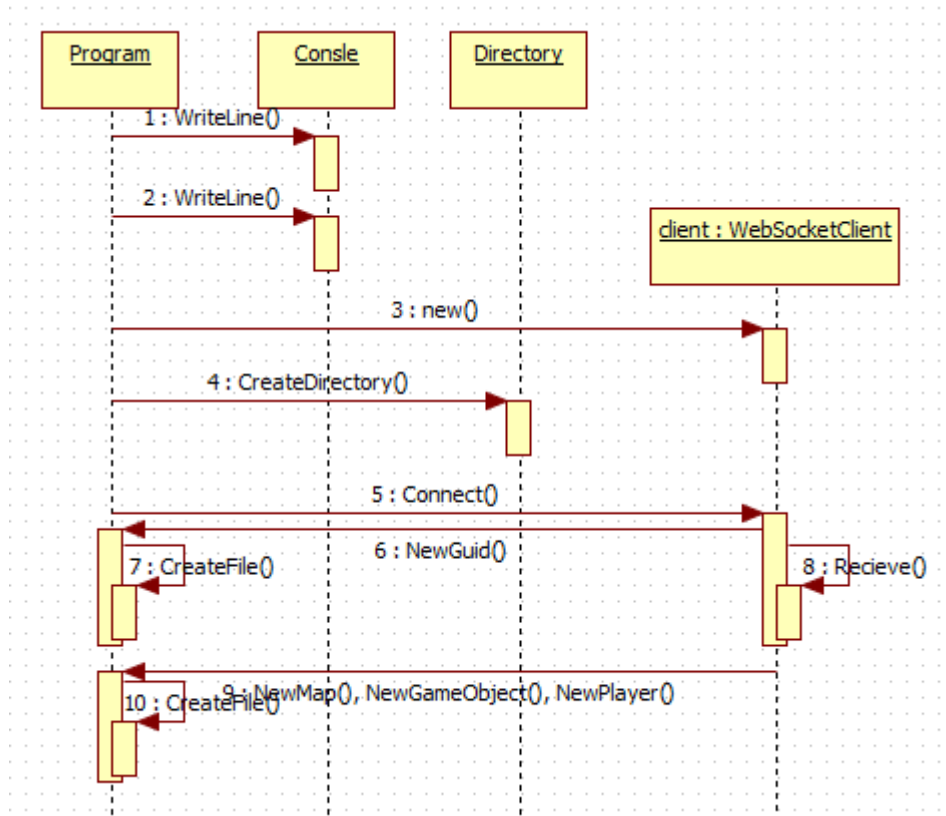 Program
Consle
Directory
1 : WriteLine()
2 : WriteLine()
client : WebSocketClient
3 : new()
4 : CreateDirectory()
5 : Connect()
6 : NewGuid()
7 : CreateFile()
8 : Recieve()
9 : NewMap(), NewGameObject(), NewPlayer()
10 : CreateFile()